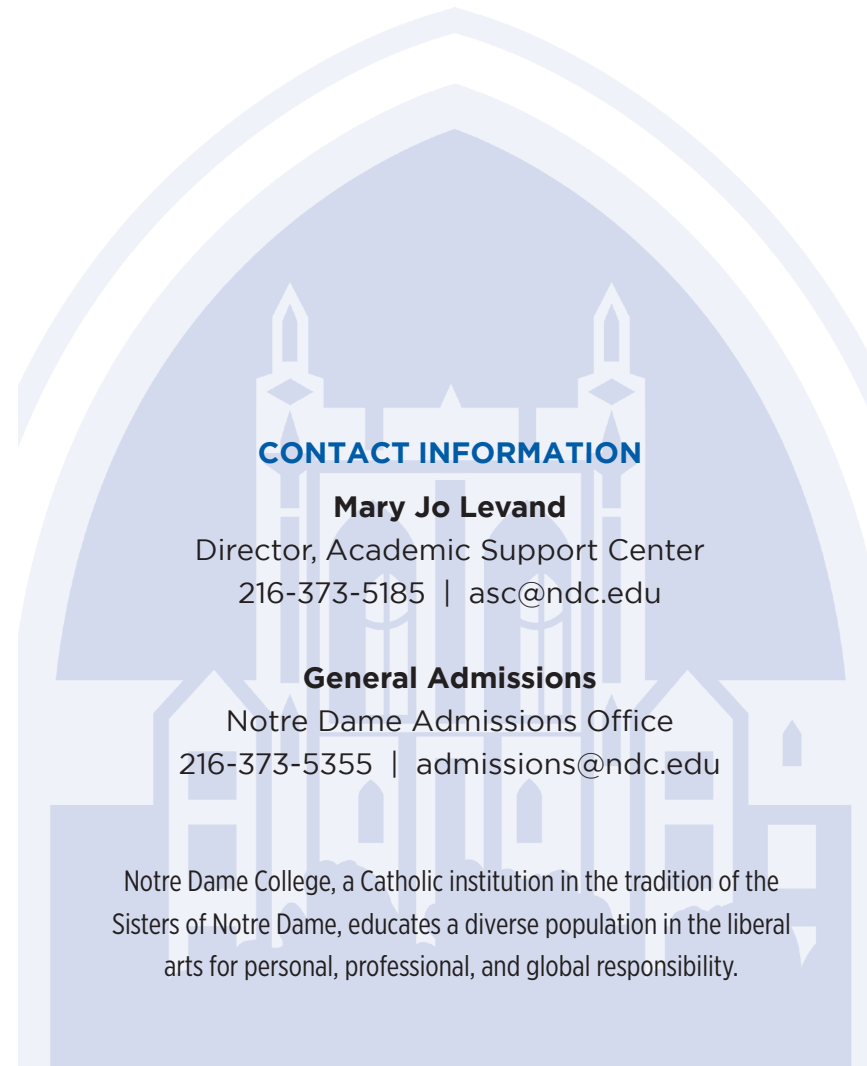 CONTACT INFORMATION
Mary Jo Levand
Director, Academic Support Center
216-373-5185 | asc@ndc.edu
General Admissions
Notre Dame Admissions Office
216-373-5355 | admissions@ndc.edu
Notre Dame College, a Catholic institution in the tradition of the
Sisters of Notre Dame, educates a diverse population in the liberal
arts for personal, professional, and global responsibility.